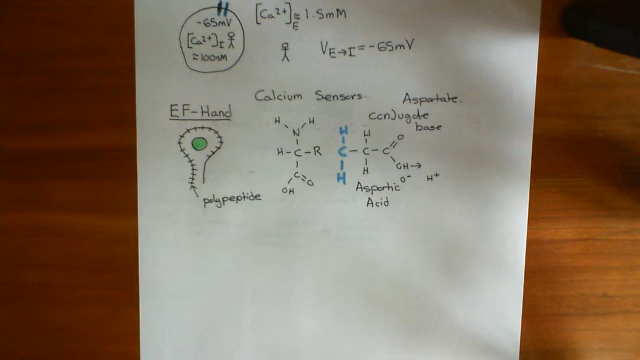 -65mV
[Ca²⁺]I
≈100nM
[Ca²⁺]E ≈ 1.5mM
VE→I = -65mV
Calcium Sensors
EF-Hand
polypeptide
H H
N
H-C-R
C
OH O
Aspartate
conjugate
base
H H O
C-C-C
H H OH→
O⁻ H⁺
Aspartic
Acid